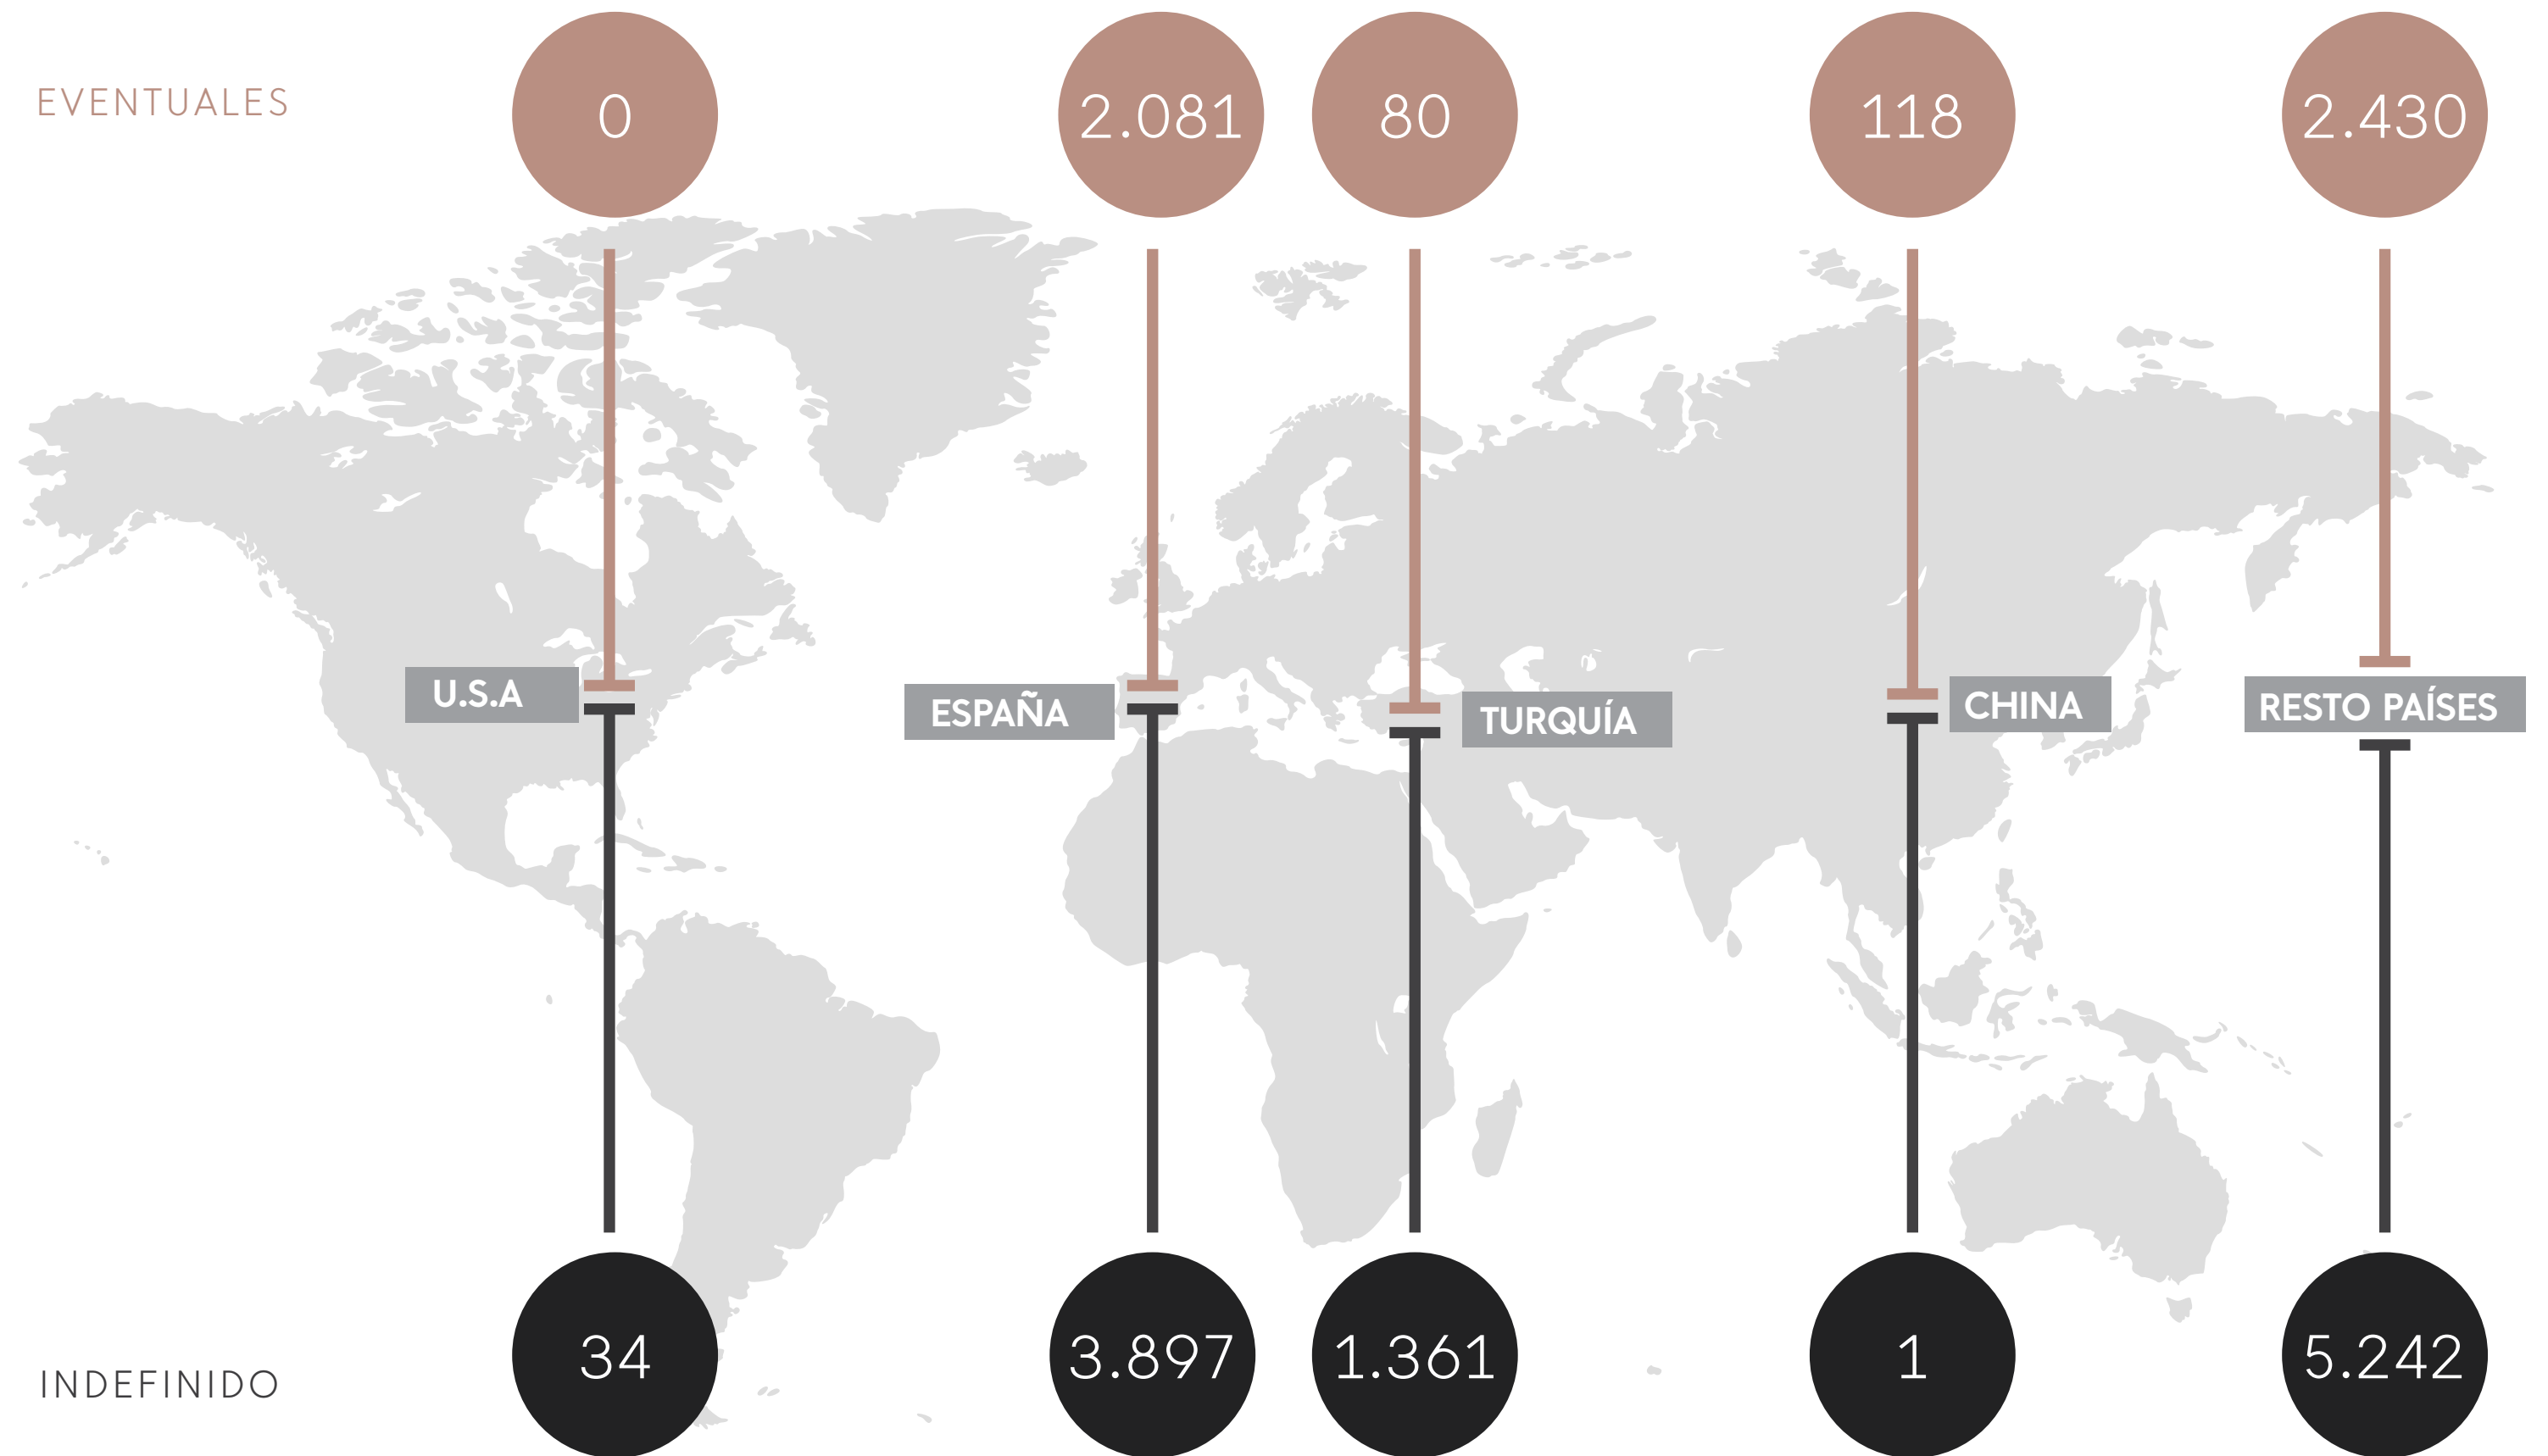 EVENTUALES
0
2.081
80
118
2.430
U.S.A
ESPAÑA
TURQUÍA
CHINA
RESTO PAÍSES
INDEFINIDO
34
3.897
1.361
1
5.242